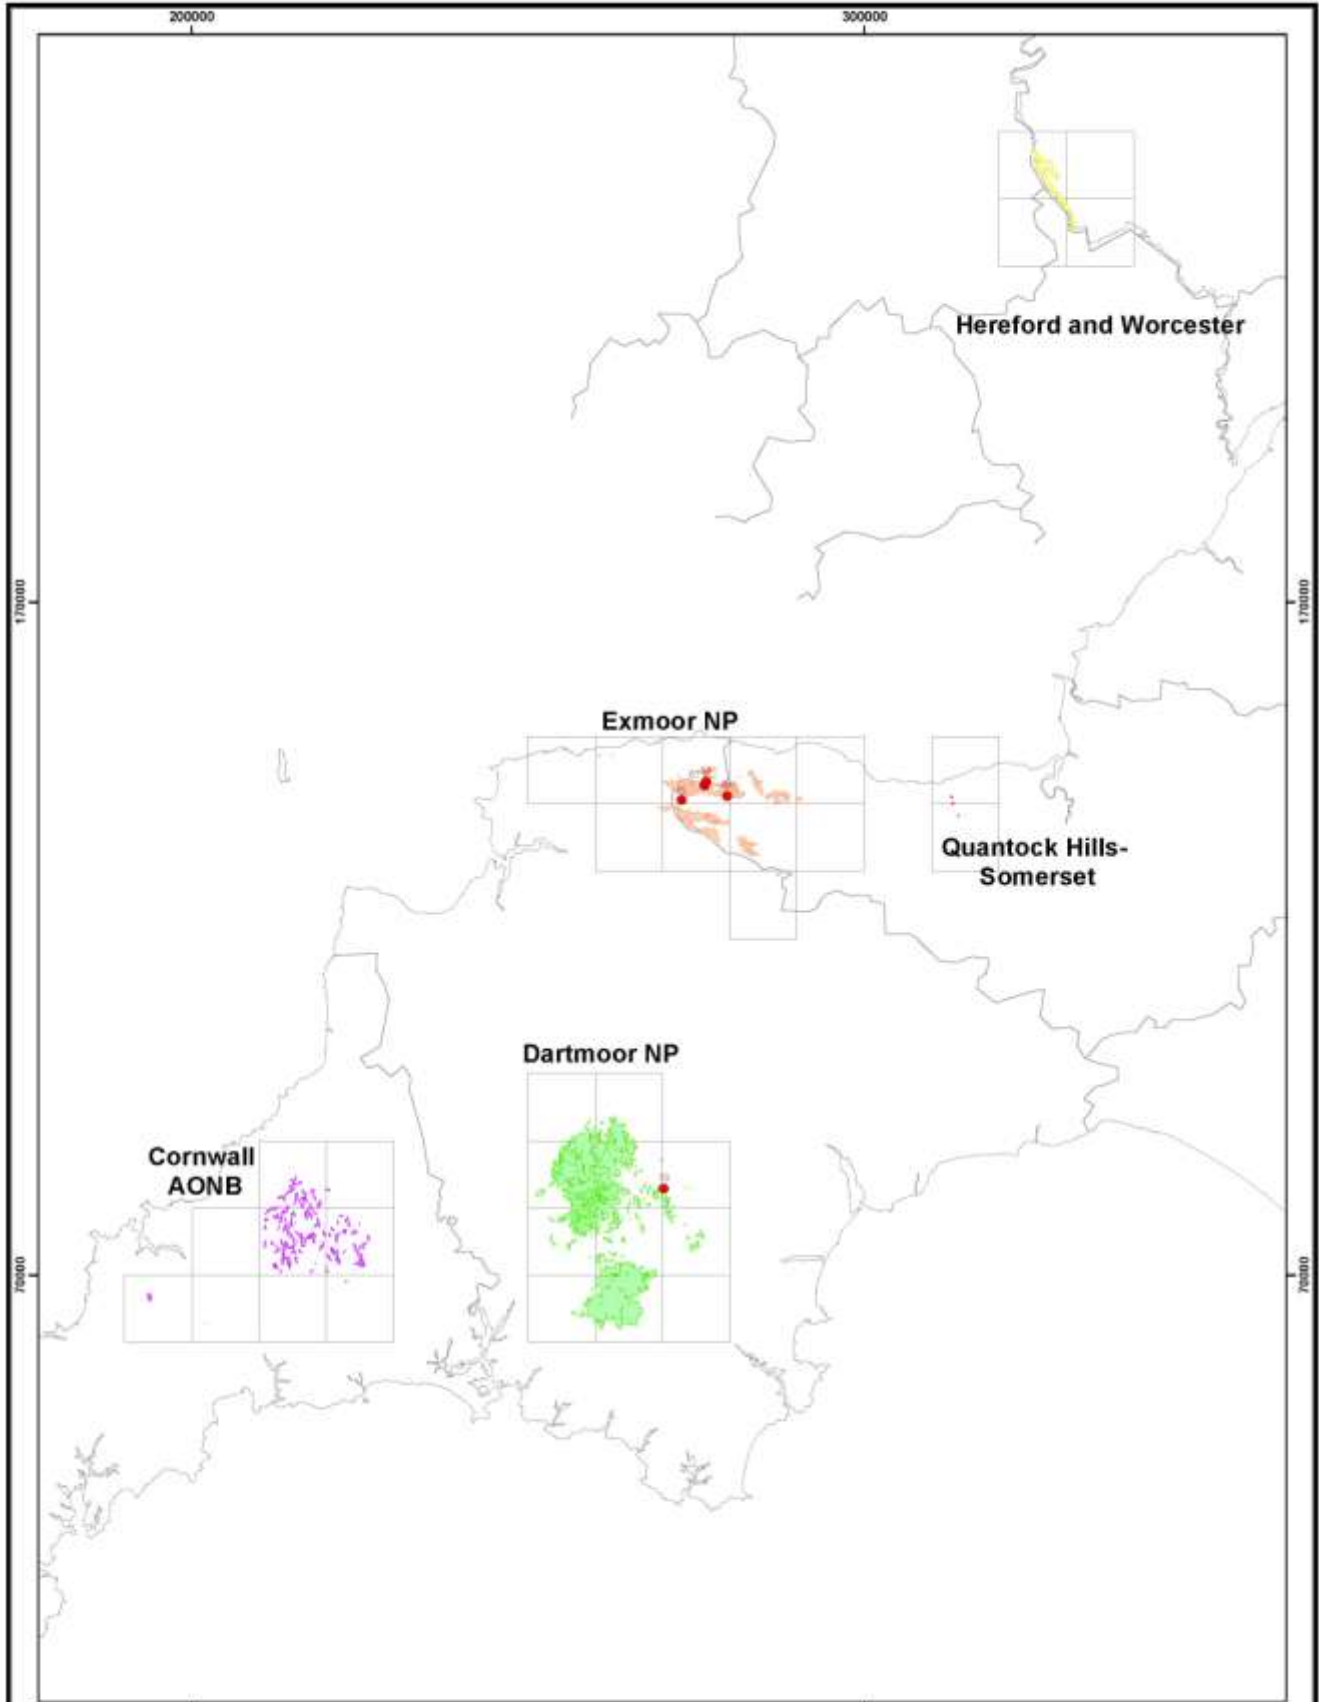 200000
300000
Hereford and Worcester
170000
170000
Exmoor NP
Quantock Hills-
Somerset
Dartmoor NP
Cornwall
AONB
70000
70000